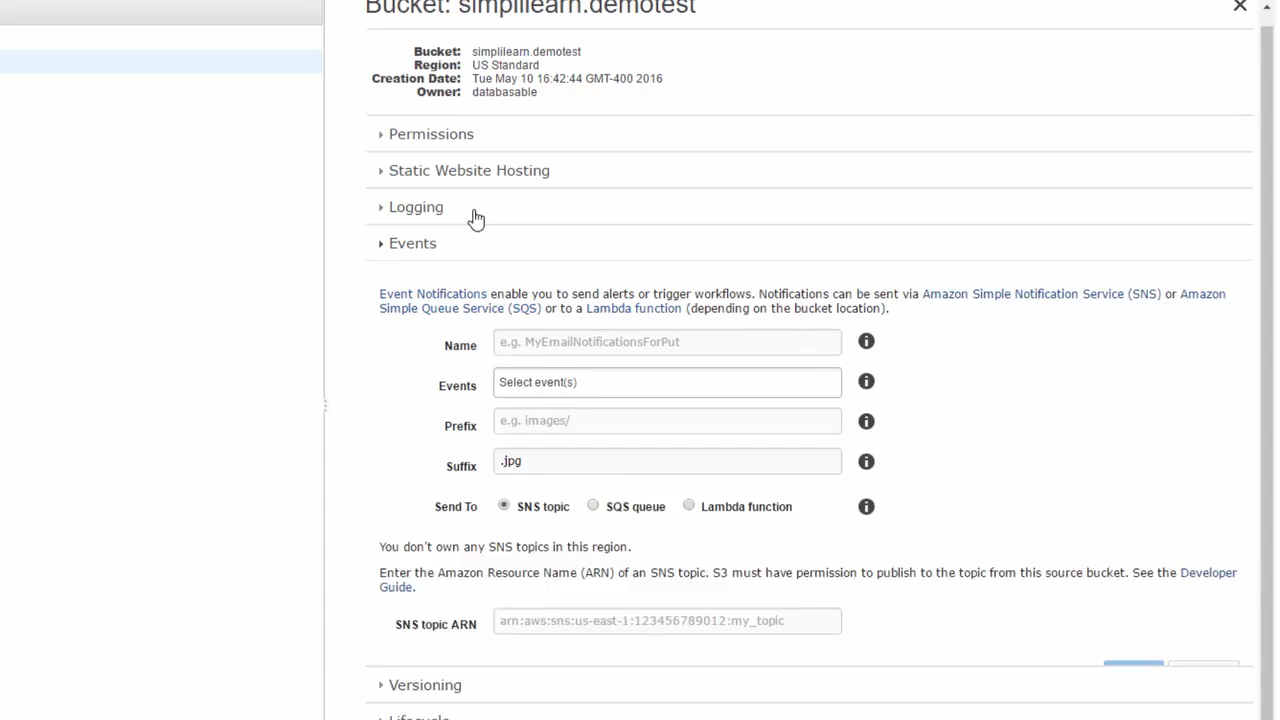 Bucket: simplilearn.demotest
Bucket: simplilearn.demotest
Region: US Standard
Creation Date: Tue May 10 16:42:44 GMT-400 2016
Owner: databasable
Permissions
Static Website Hosting
Logging
Events
Event Notifications enable you to send alerts or trigger workflows. Notifications can be sent via Amazon Simple Notification Service (SNS) or Amazon
Simple Queue Service (SQS) or to a Lambda function (depending on the bucket location).
Name e.g. MyEmailNotificationsForPut
Events Select event(s)
Prefix e.g. images/
Suffix .jpg
Send To SNS topic SQS queue Lambda function
You don't own any SNS topics in this region.
Enter the Amazon Resource Name (ARN) of an SNS topic. S3 must have permission to publish to the topic from this source bucket. See the Developer
Guide.
SNS topic ARN arn:aws:sns:us-east-1:123456789012:my_topic
Versioning
Lifecycle